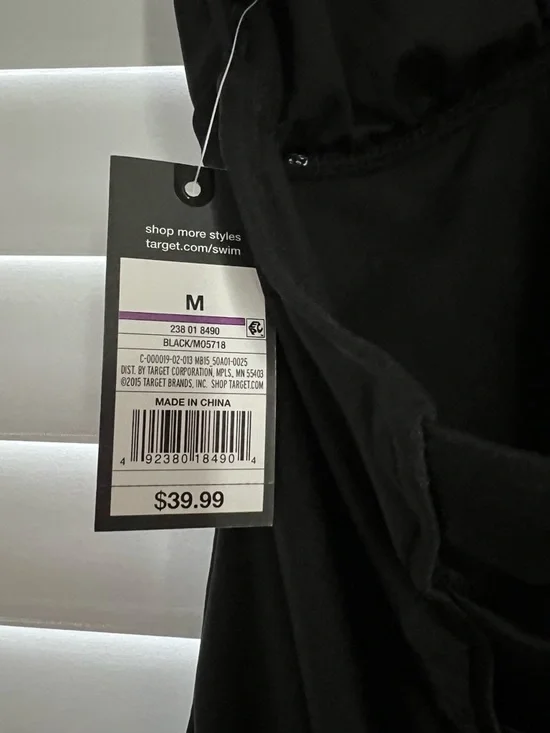 shop more styles
target.com/swim
M
238 01 8490
BLACK/M05718
C-000019-02-013 MB15_50A01-0025
DIST. BY TARGET CORPORATION, MPLS., MN 55403
©2015 TARGET BRANDS, INC. SHOP TARGET.COM
MADE IN CHINA
4 92380 18490 4
$39.99